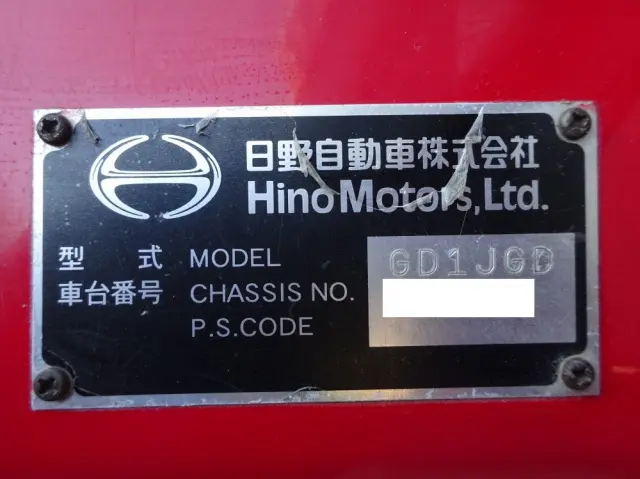 日野自動車株式会社
Hino Motors, Ltd.
型 式 MODEL GD1JGD
車台番号 CHASSIS NO.
P.S.CODE